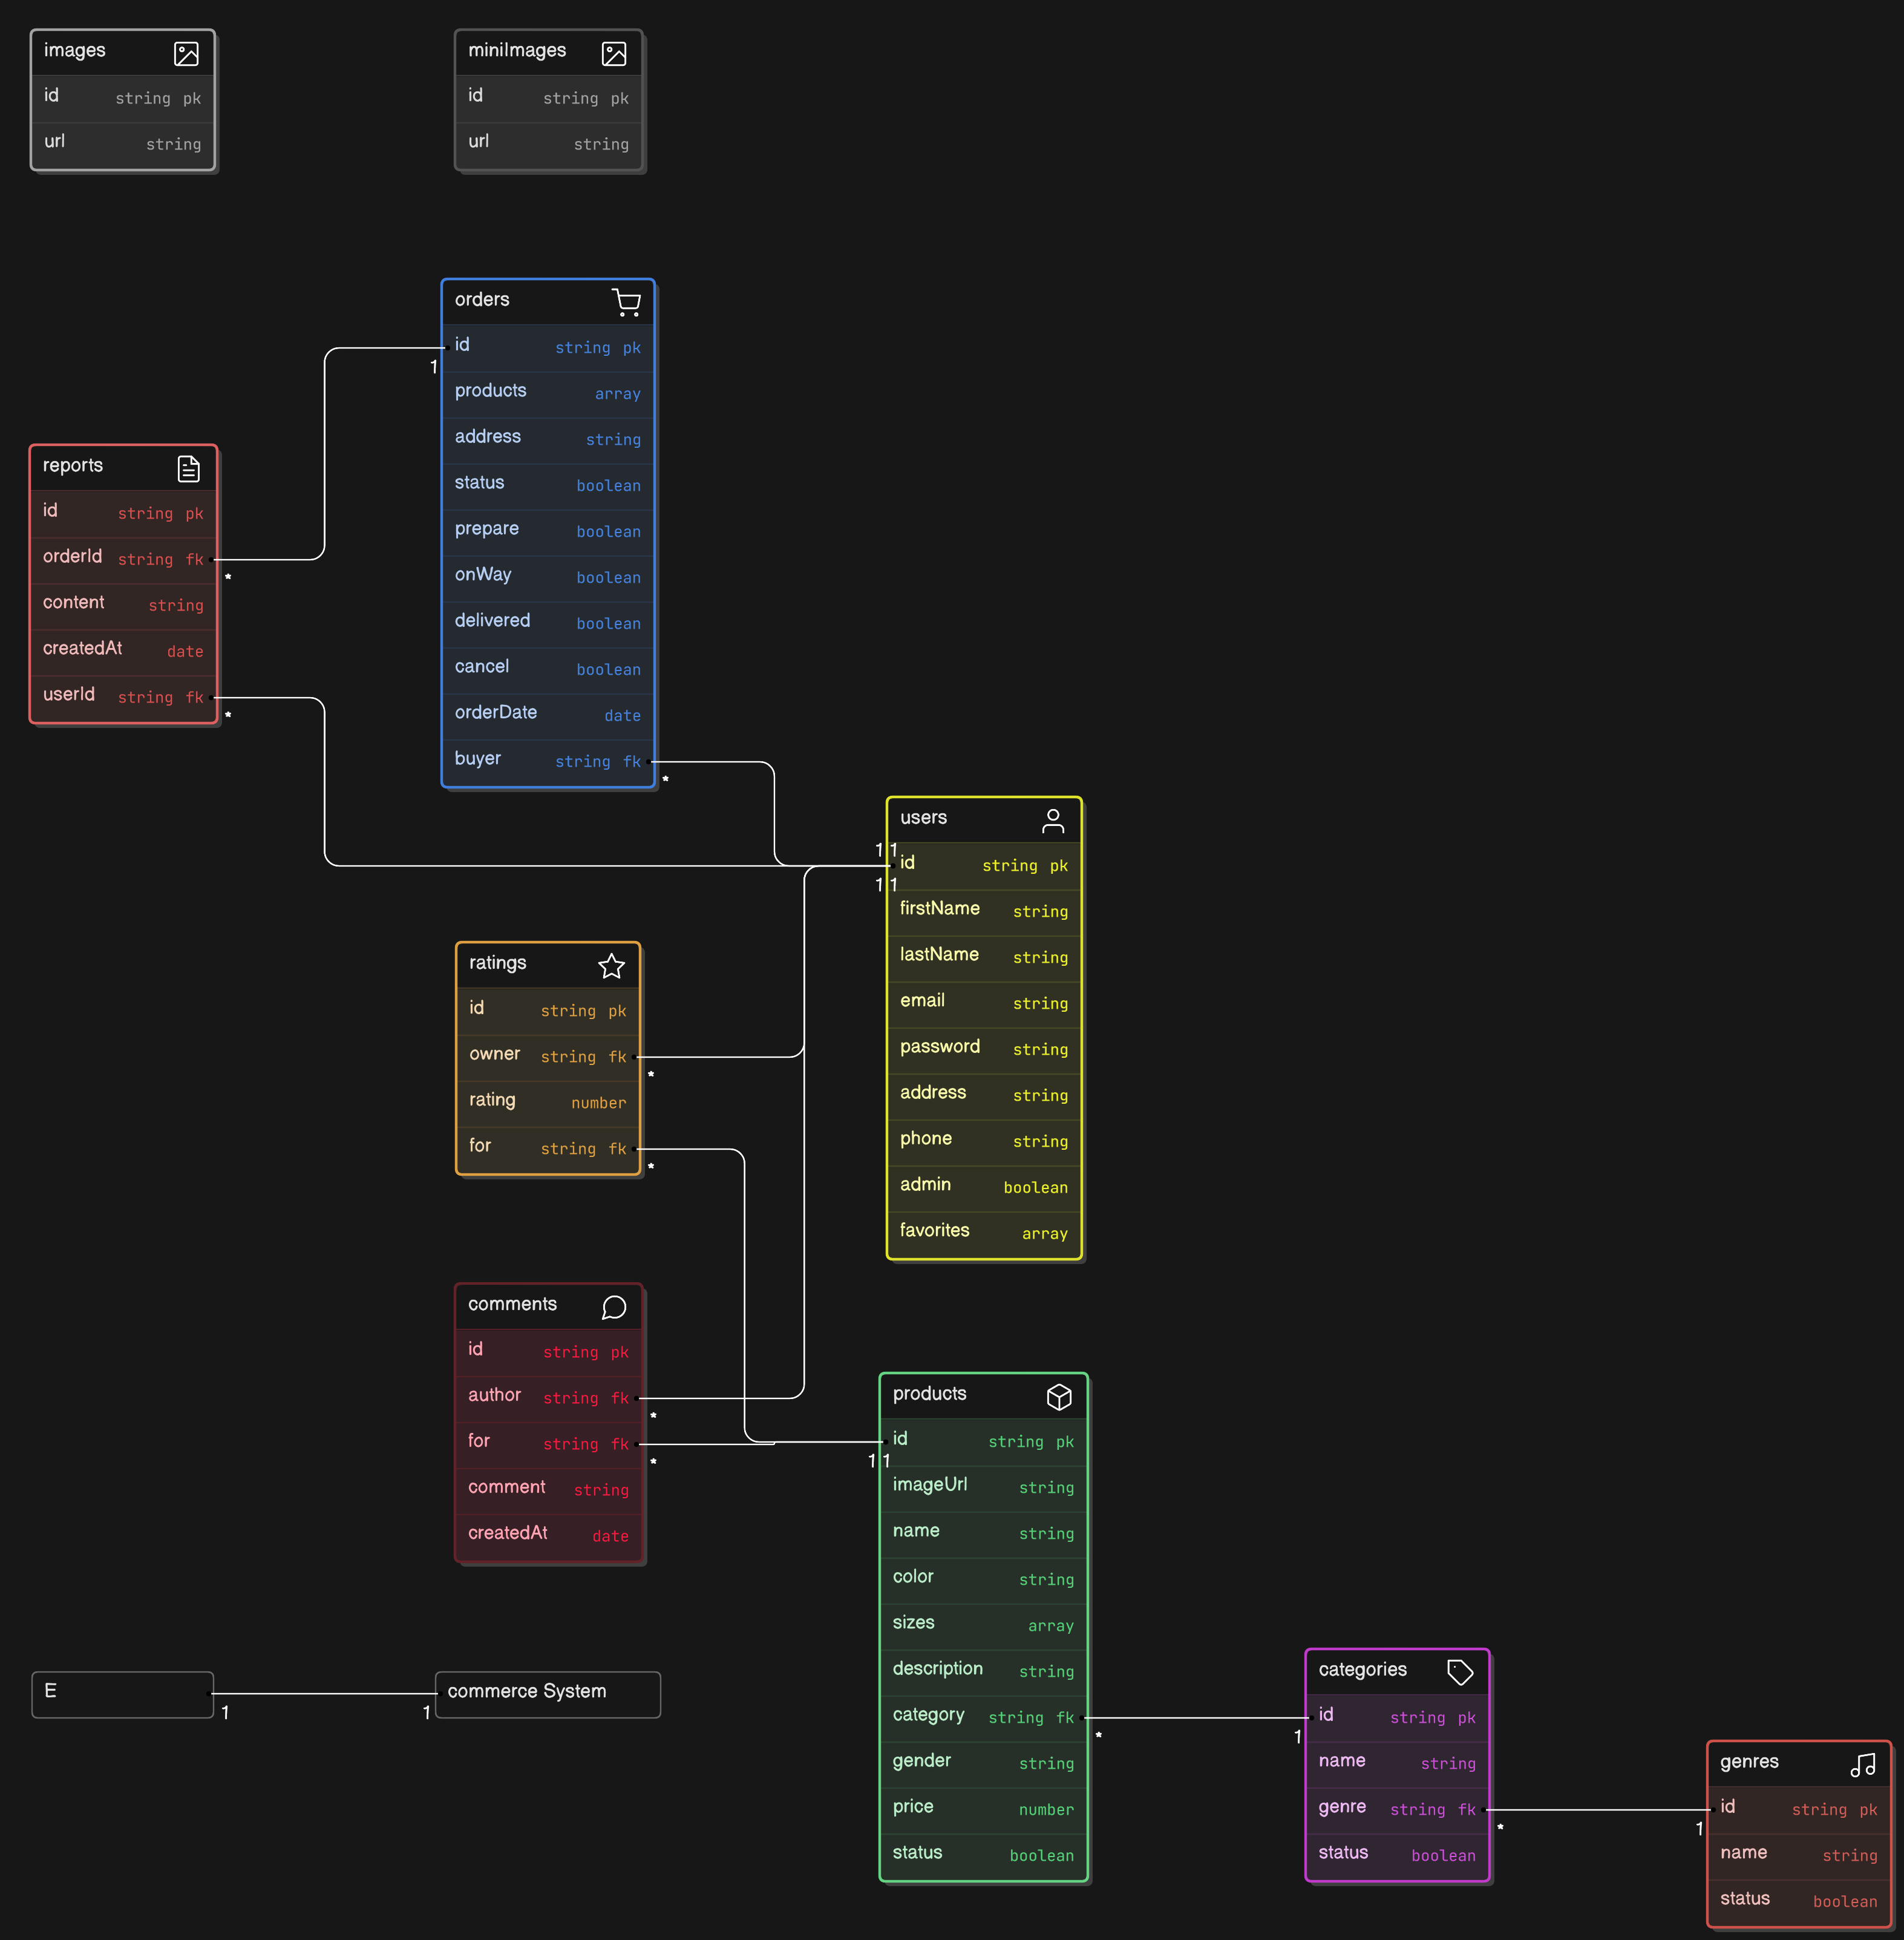 images
id string pk
url string
miniImages
id string pk
url string
orders
id string pk
1
products array
address string
status boolean
prepare boolean
onWay boolean
delivered boolean
cancel boolean
orderDate date
buyer string fk
*
reports
id string pk
orderId string fk
*
content string
createdAt date
userId string fk
*
users
1 1
id string pk
1 1
firstName string
lastName string
email string
password string
address string
phone string
admin boolean
favorites array
ratings
id string pk
owner string fk
*
rating number
for string fk
*
comments
id string pk
author string fk
*
for string fk
*
comment string
createdAt date
products
id string pk
1 1
imageUrl string
name string
color string
sizes array
description string
category string fk
*
gender string
price number
status boolean
E
1
commerce System
1
categories
id string pk
1
name string
genre string fk
*
status boolean
genres
id string pk
1
name string
status boolean